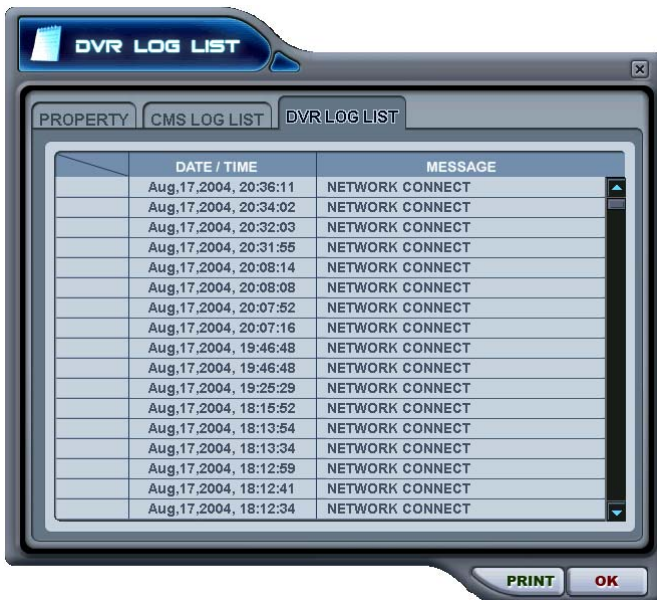 DVR LOG LIST
PROPERTY CMS LOG LIST DVR LOG LIST
DATE / TIME MESSAGE
Aug,17,2004, 20:36:11 NETWORK CONNECT
Aug,17,2004, 20:34:02 NETWORK CONNECT
Aug,17,2004, 20:32:03 NETWORK CONNECT
Aug,17,2004, 20:31:55 NETWORK CONNECT
Aug,17,2004, 20:08:14 NETWORK CONNECT
Aug,17,2004, 20:08:08 NETWORK CONNECT
Aug,17,2004, 20:07:52 NETWORK CONNECT
Aug,17,2004, 20:07:16 NETWORK CONNECT
Aug,17,2004, 19:46:48 NETWORK CONNECT
Aug,17,2004, 19:46:48 NETWORK CONNECT
Aug,17,2004, 19:25:29 NETWORK CONNECT
Aug,17,2004, 18:15:52 NETWORK CONNECT
Aug,17,2004, 18:13:54 NETWORK CONNECT
Aug,17,2004, 18:13:34 NETWORK CONNECT
Aug,17,2004, 18:12:59 NETWORK CONNECT
Aug,17,2004, 18:12:41 NETWORK CONNECT
Aug,17,2004, 18:12:34 NETWORK CONNECT
PRINT OK